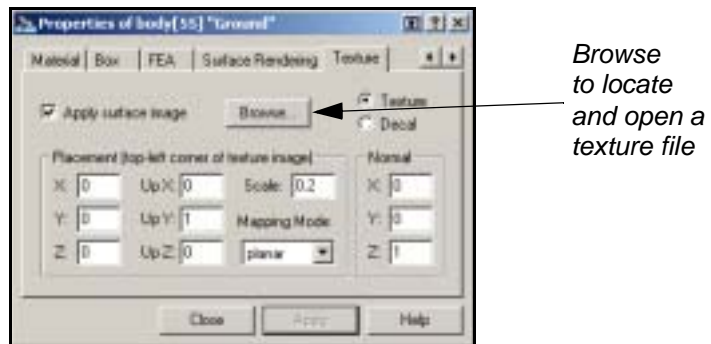 Properties of body[55] "Ground"
Material Box FEA Surface Rendering Texture
Apply surface image Browse... Texture
Decal
Placement (top-left corner of texture image) Normal
X: 0 Up X: 0 Scale: 0.2 X: 0
Y: 0 Up Y: 1 Mapping Mode: Y: 0
Z: 0 Up Z: 0 planar Z: 1
Close Apply Help
Browse
to locate
and open a
texture file